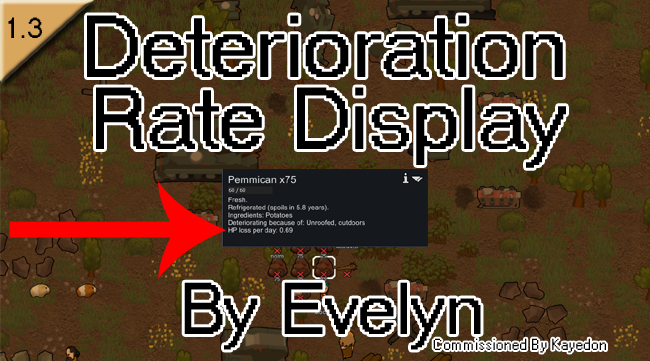 1.3
Deterioration
Rate Display
Pemmican x75
60 / 60
Fresh.
Refrigerated (spoils in 5.8 years).
Ingredients: Potatoes
Deteriorating because of: Unroofed, outdoors
HP loss per day: 0.69
75
By Evelyn
Commissioned By Kayedon